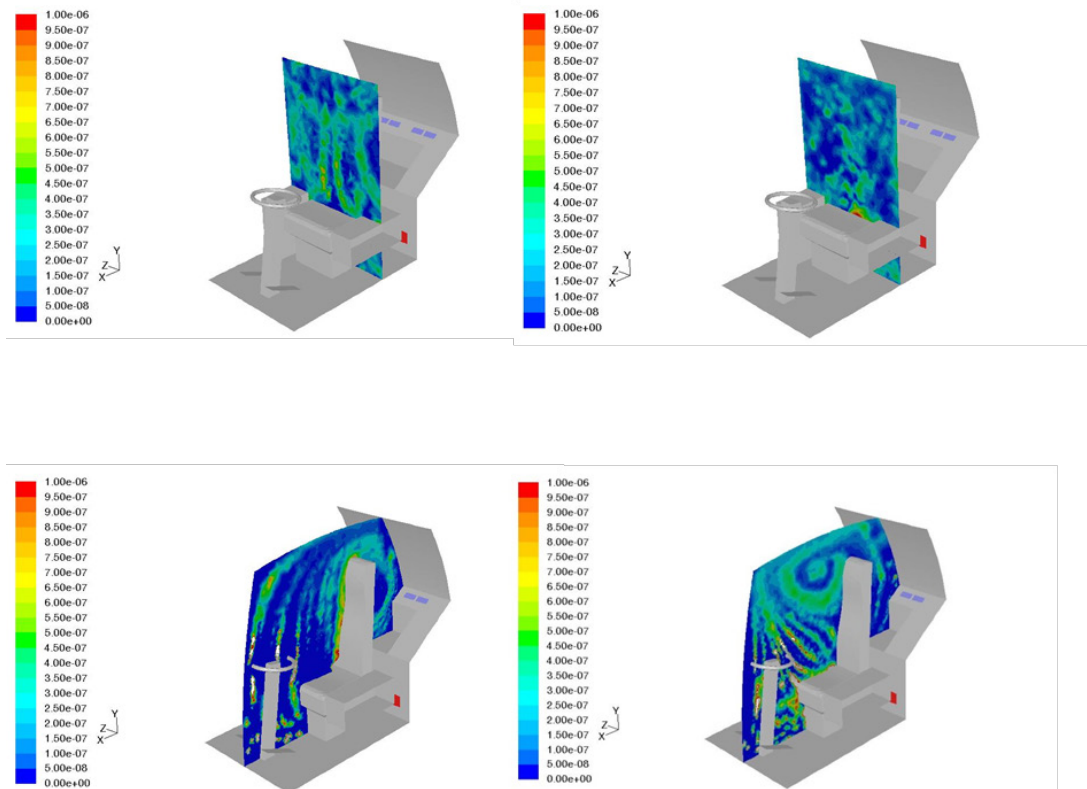 1.00e-06
9.50e-07
9.00e-07
8.50e-07
8.00e-07
7.50e-07
7.00e-07
6.50e-07
6.00e-07
5.50e-07
5.00e-07
4.50e-07
4.00e-07
3.50e-07
3.00e-07
2.50e-07
2.00e-07
1.50e-07
1.00e-07
5.00e-08
0.00e+00
Y
Z
X
1.00e-06
9.50e-07
9.00e-07
8.50e-07
8.00e-07
7.50e-07
7.00e-07
6.50e-07
6.00e-07
5.50e-07
5.00e-07
4.50e-07
4.00e-07
3.50e-07
3.00e-07
2.50e-07
2.00e-07
1.50e-07
1.00e-07
5.00e-08
0.00e+00
Y
Z
X
1.00e-06
9.50e-07
9.00e-07
8.50e-07
8.00e-07
7.50e-07
7.00e-07
6.50e-07
6.00e-07
5.50e-07
5.00e-07
4.50e-07
4.00e-07
3.50e-07
3.00e-07
2.50e-07
2.00e-07
1.50e-07
1.00e-07
5.00e-08
0.00e+00
Y
Z
X
1.00e-06
9.50e-07
9.00e-07
8.50e-07
8.00e-07
7.50e-07
7.00e-07
6.50e-07
6.00e-07
5.50e-07
5.00e-07
4.50e-07
4.00e-07
3.50e-07
3.00e-07
2.50e-07
2.00e-07
1.50e-07
1.00e-07
5.00e-08
0.00e+00
Y
Z
X